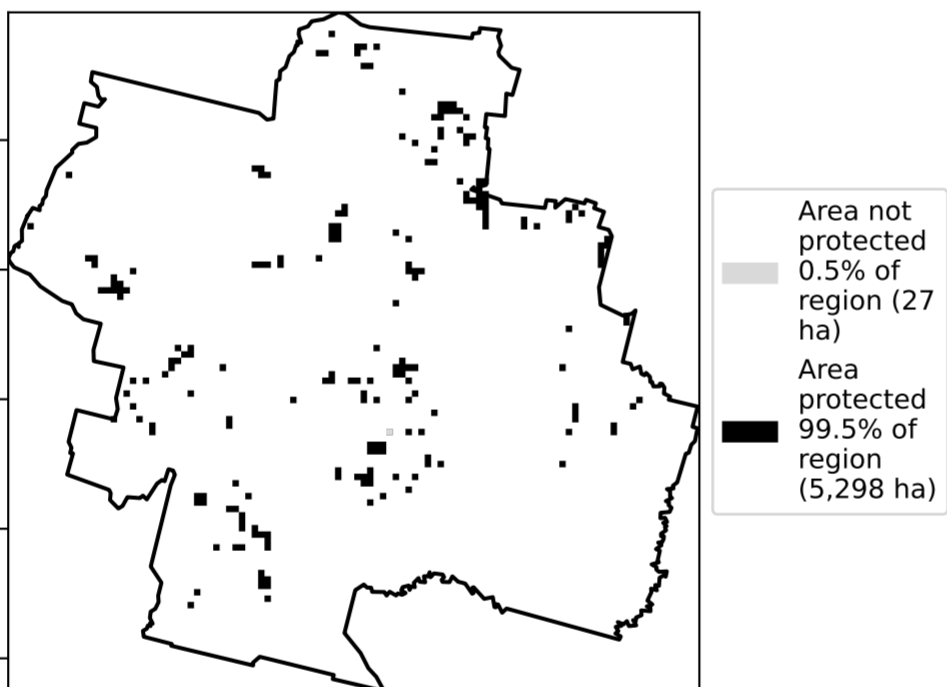 Area not
protected
0.5% of
region (27
ha)
Area
protected
99.5% of
region
(5,298 ha)